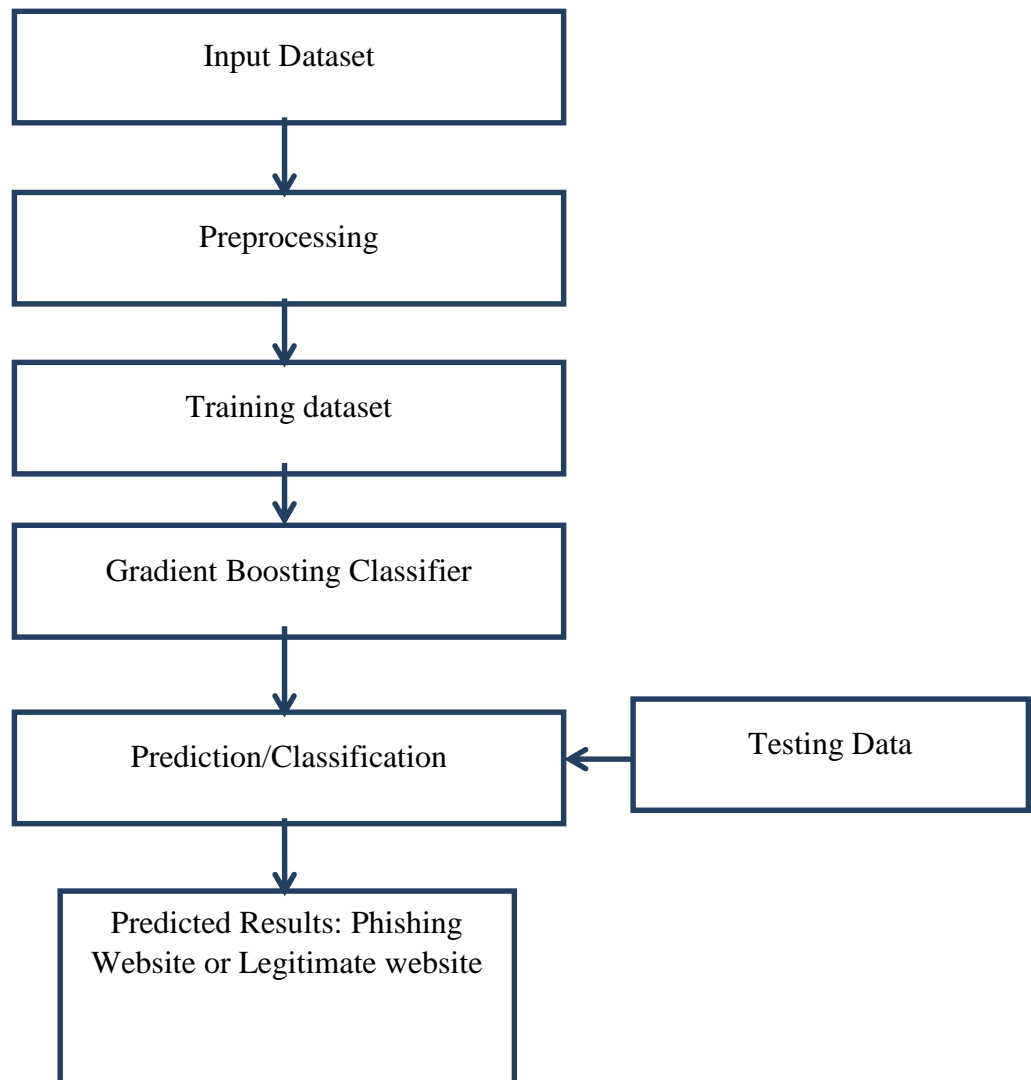 Input Dataset
Preprocessing
Training dataset
Gradient Boosting Classifier
Prediction/Classification
Testing Data
Predicted Results: Phishing
Website or Legitimate website